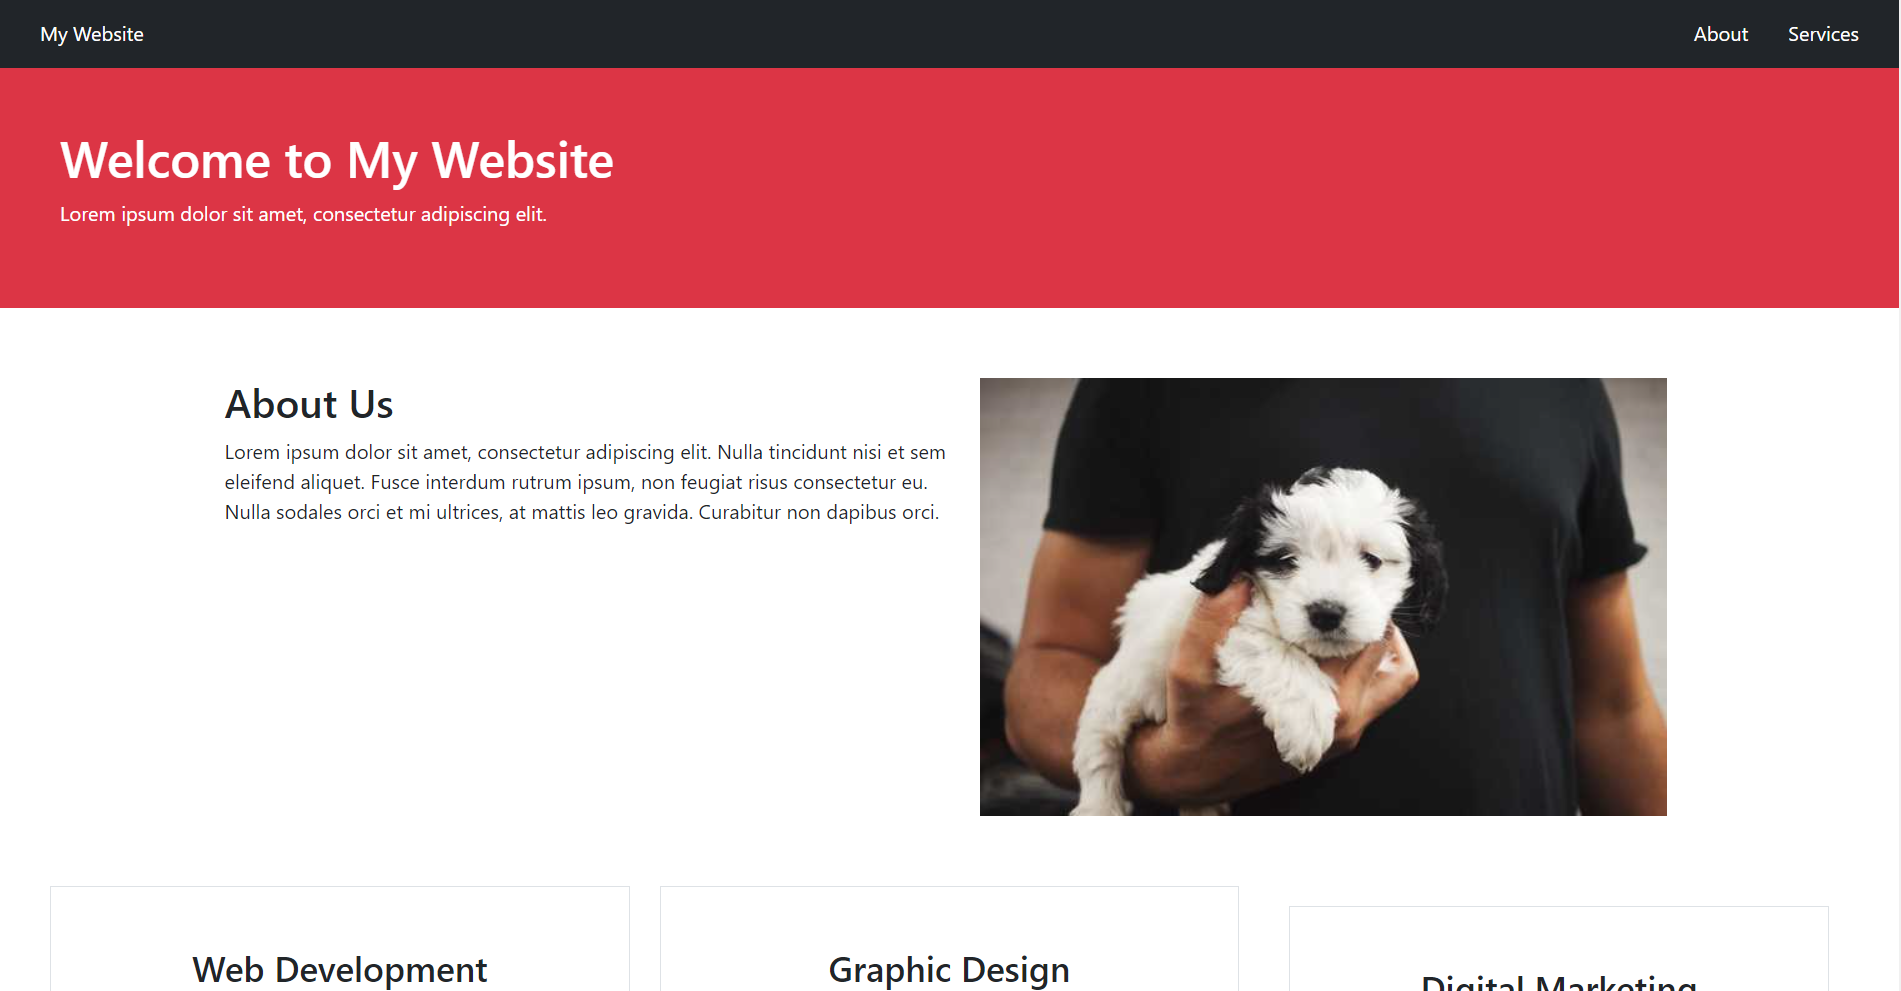 My Website
About Services
Welcome to My Website
Lorem ipsum dolor sit amet, consectetur adipiscing elit.
About Us
Lorem ipsum dolor sit amet, consectetur adipiscing elit. Nulla tincidunt nisi et sem
eleifend aliquet. Fusce interdum rutrum ipsum, non feugiat risus consectetur eu.
Nulla sodales orci et mi ultrices, at mattis leo gravida. Curabitur non dapibus orci.
Web Development
Graphic Design
Digital Marketing